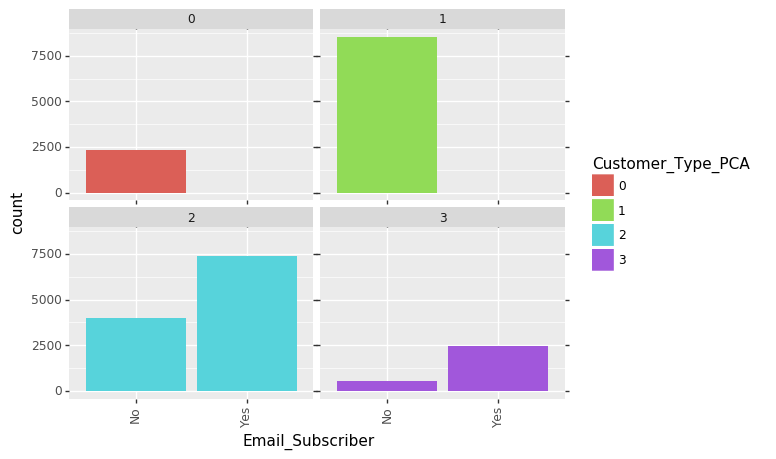 0
1
7500
5000
2500
0
2
3
7500
5000
2500
0
count
No
Yes
No
Yes
Email_Subscriber
Customer_Type_PCA
0
1
2
3